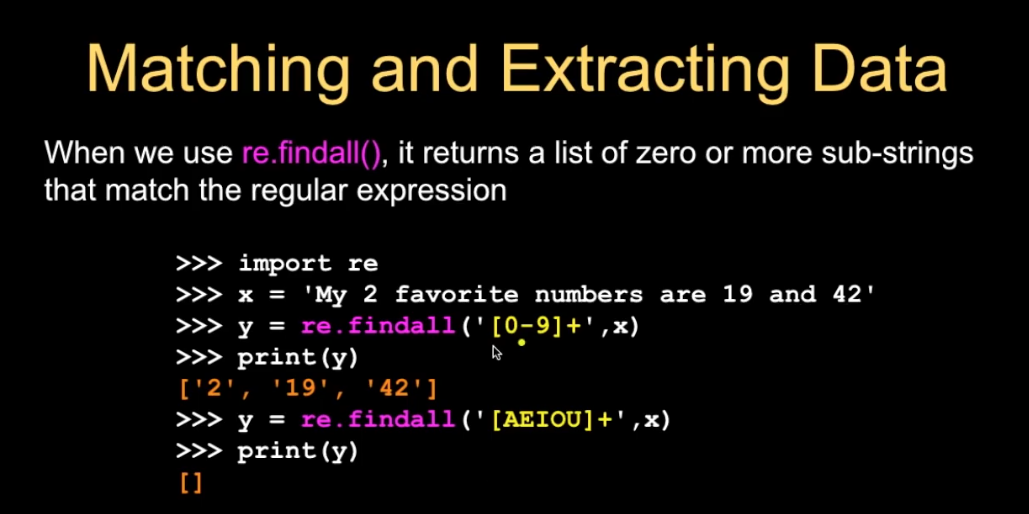 Matching and Extracting Data
When we use re.findall(), it returns a list of zero or more sub-strings
that match the regular expression
>>> import re
>>> x = 'My 2 favorite numbers are 19 and 42'
>>> y = re.findall('[0-9]+',x)
>>> print(y)
['2', '19', '42']
>>> y = re.findall('[AEIOU]+',x)
>>> print(y)
[]